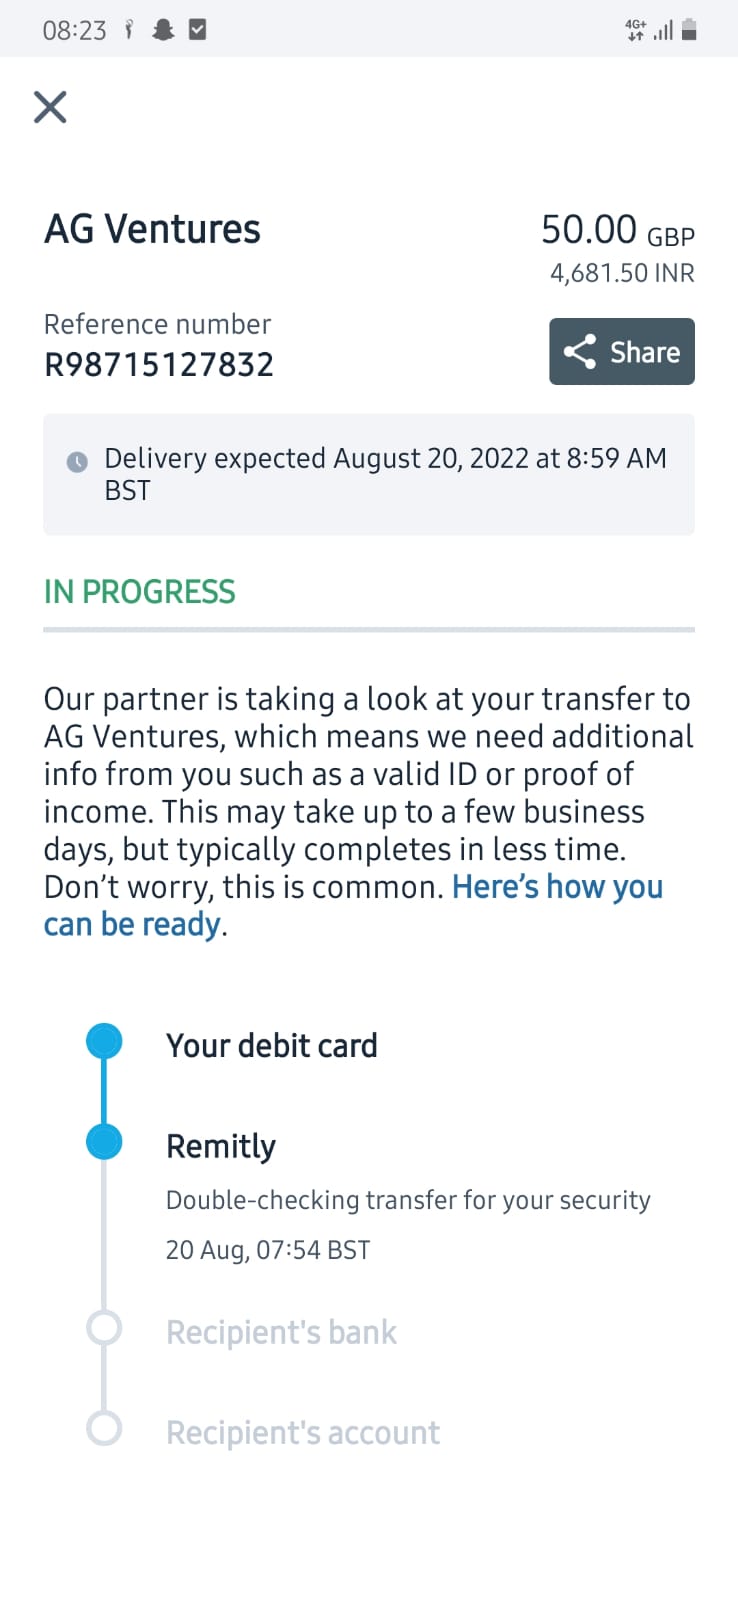 08:23
4G+
AG Ventures
50.00 GBP
4,681.50 INR
Reference number
R98715127832
Share
Delivery expected August 20, 2022 at 8:59 AM
BST
IN PROGRESS
Our partner is taking a look at your transfer to
AG Ventures, which means we need additional
info from you such as a valid ID or proof of
income. This may take up to a few business
days, but typically completes in less time.
Don’t worry, this is common. Here’s how you
can be ready.
Your debit card
Remitly
Double-checking transfer for your security
20 Aug, 07:54 BST
Recipient's bank
Recipient's account